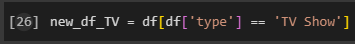 [26] new_df_TV = df[df['type'] == 'TV Show']